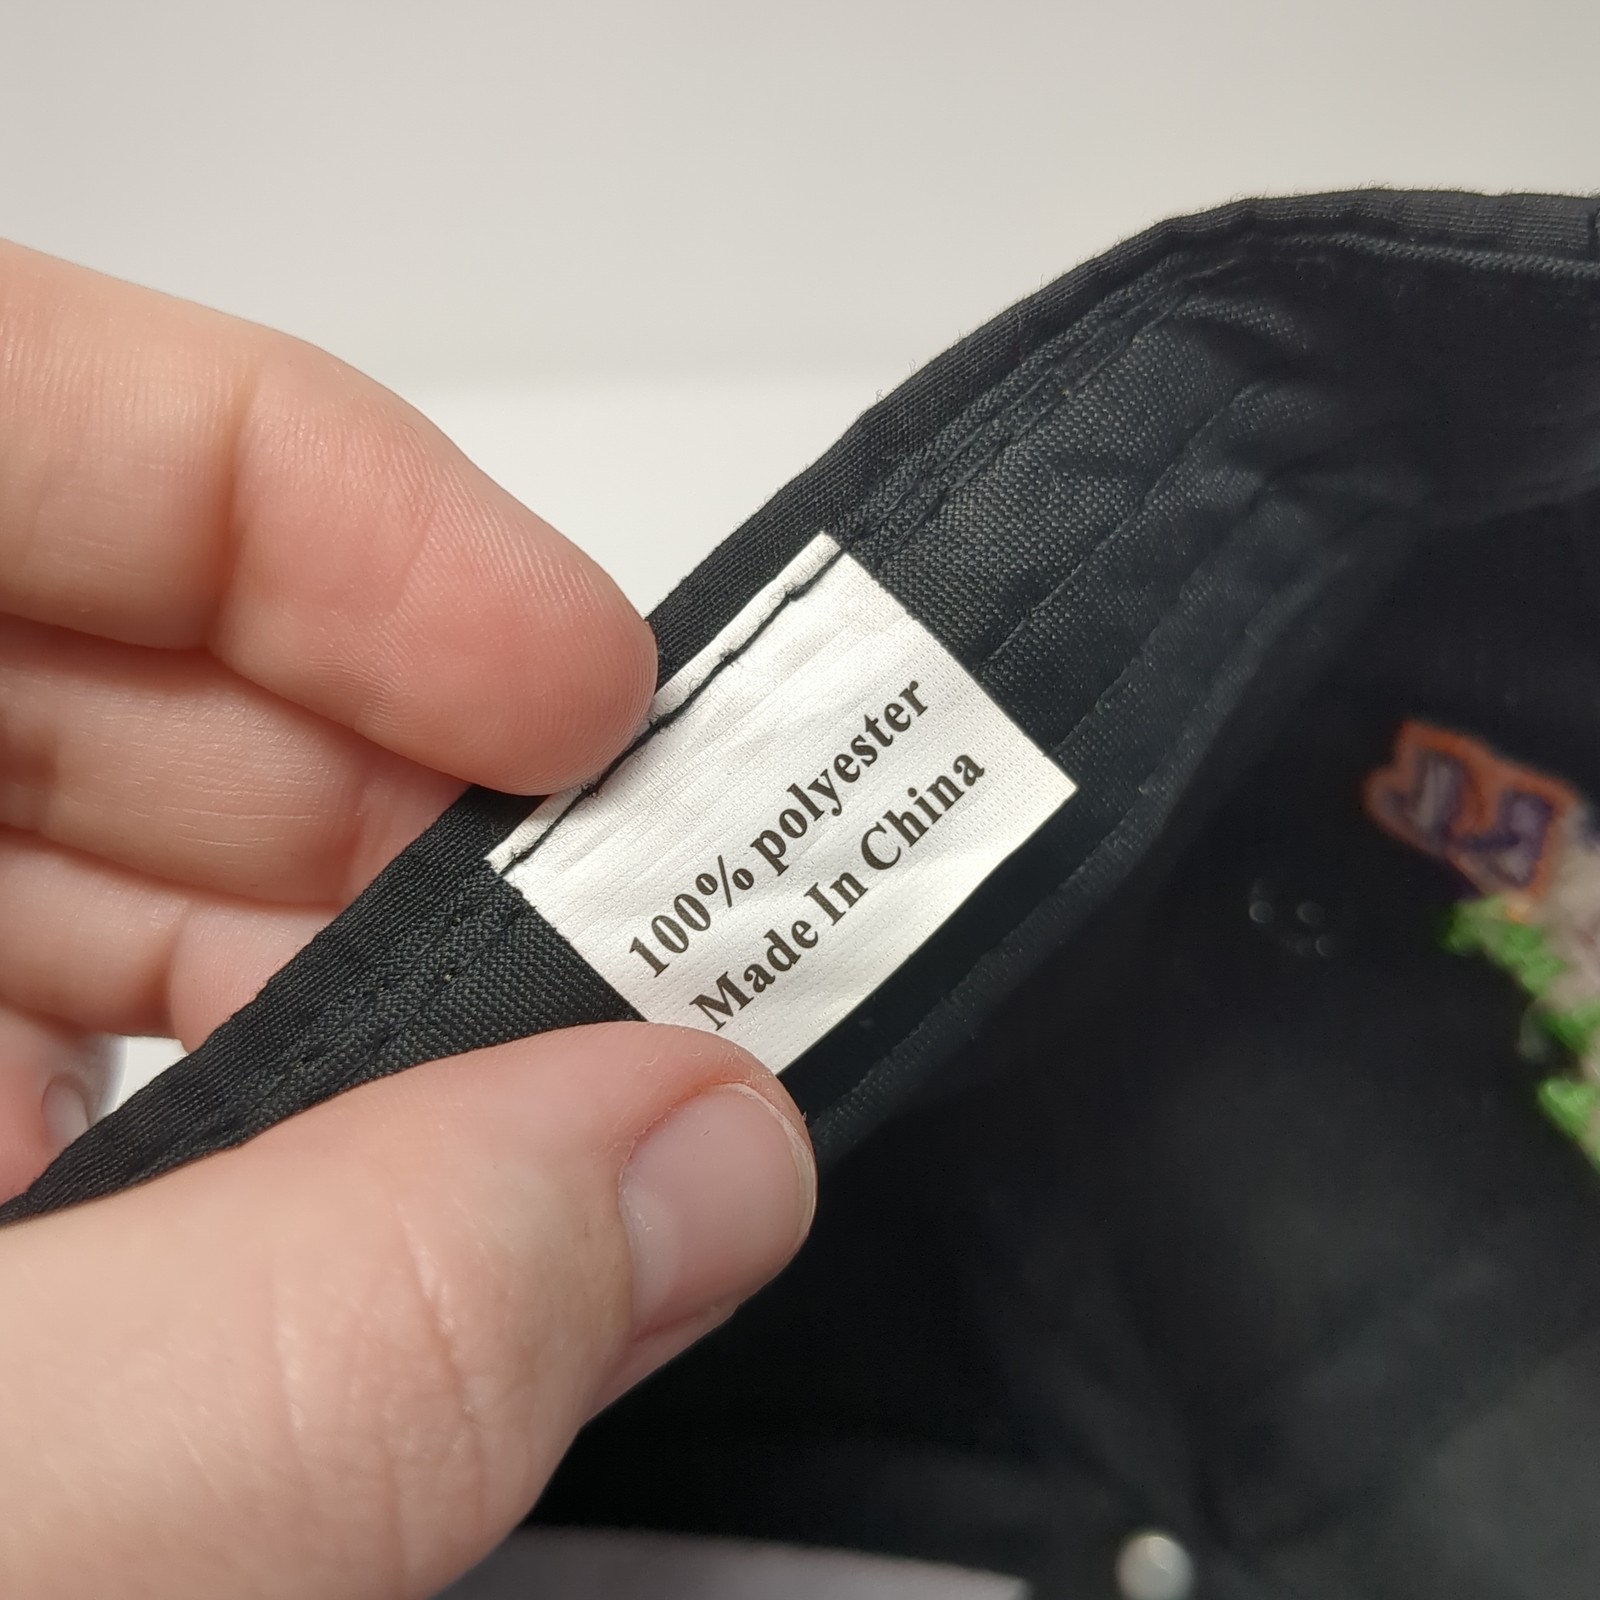 100% polyester
Made In China